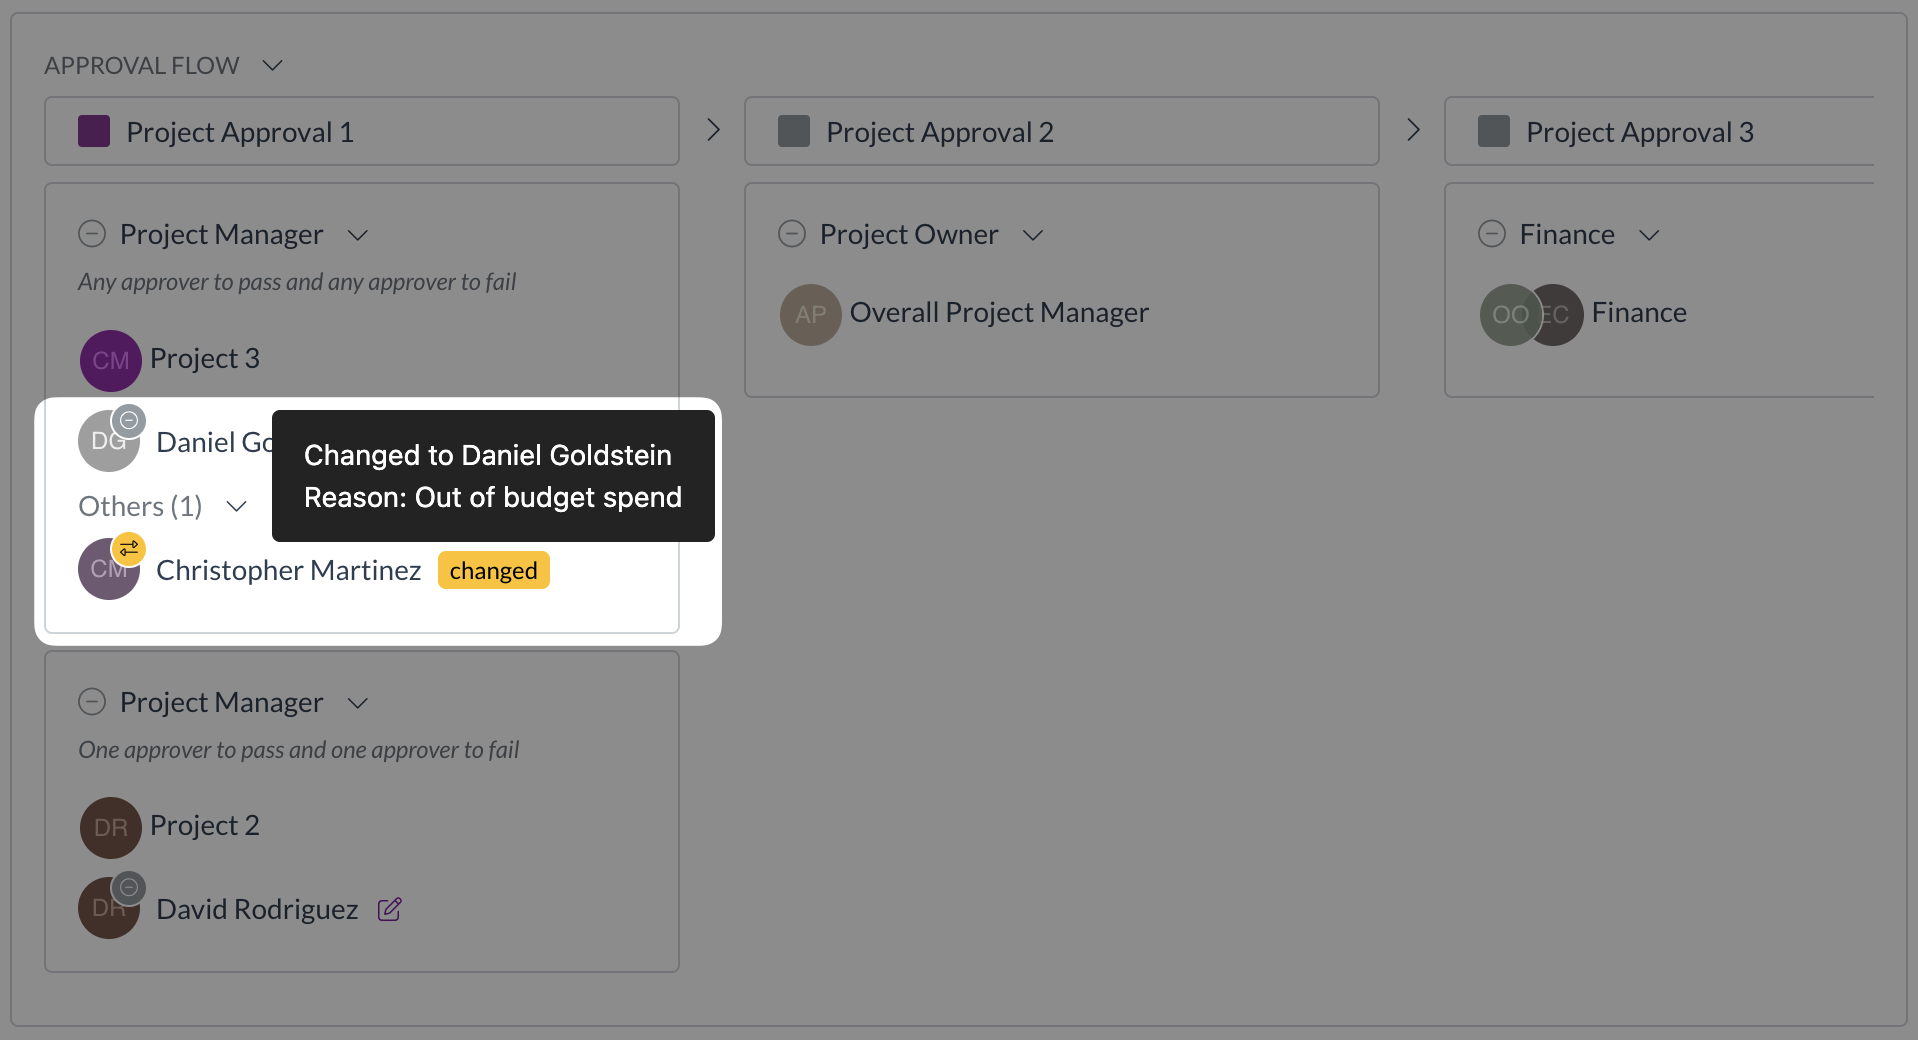 APPROVAL FLOW
Project Approval 1
Project Approval 2
Project Approval 3
Project Manager
Any approver to pass and any approver to fail
CM Project 3
DG Daniel
Changed to Daniel Goldstein
Reason: Out of budget spend
Others (1)
CM Christopher Martinez changed
Project Manager
One approver to pass and one approver to fail
DR Project 2
DR David Rodriguez
Project Owner
AP Overall Project Manager
Finance
OO EC Finance